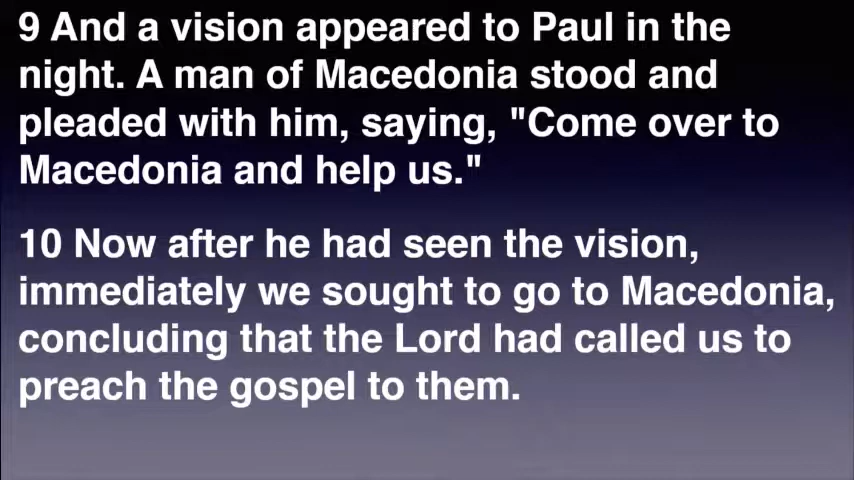 9 And a vision appeared to Paul in the
night. A man of Macedonia stood and
pleaded with him, saying, "Come over to
Macedonia and help us."
10 Now after he had seen the vision,
immediately we sought to go to Macedonia,
concluding that the Lord had called us to
preach the gospel to them.